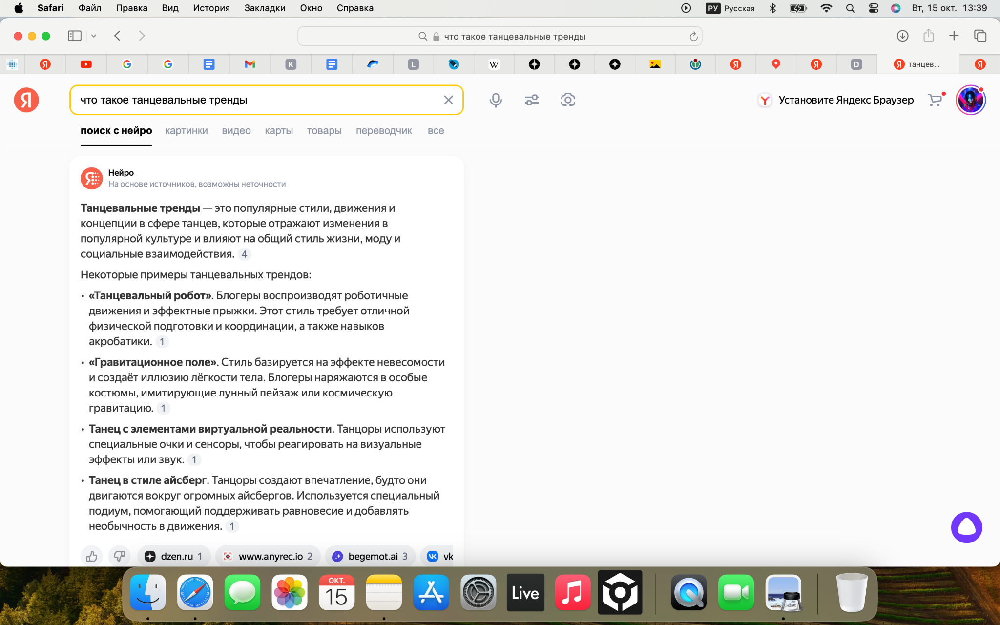 Safari Файл Правка Вид История Закладки Окно Справка РУ Русская Вт, 15 окт. 13:39
что такое танцевальные тренды
Я G G K L W Я Я D Я танцев... Я
Я что такое танцевальные тренды Установите Яндекс Браузер
поиск с нейро картинки видео карты товары переводчик все
Нейро
На основе источников, возможны неточности
Танцевальные тренды — это популярные стили, движения и
концепции в сфере танцев, которые отражают изменения в
популярной культуре и влияют на общий стиль жизни, моду и
социальные взаимодействия. 4
Некоторые примеры танцевальных трендов:
• «Танцевальный робот». Блогеры воспроизводят роботичные
движения и эффектные прыжки. Этот стиль требует отличной
физической подготовки и координации, а также навыков
акробатики. 1
• «Гравитационное поле». Стиль базируется на эффекте невесомости
и создаёт иллюзию лёгкости тела. Блогеры наряжаются в особые
костюмы, имитирующие лунный пейзаж или космическую
гравитацию. 1
• Танец с элементами виртуальной реальности. Танцоры используют
специальные очки и сенсоры, чтобы реагировать на визуальные
эффекты или звук. 1
• Танец в стиле айсберг. Танцоры создают впечатление, будто они
двигаются вокруг огромных айсбергов. Используется специальный
подиум, помогающий поддерживать равновесие и добавлять
необычность в движения. 1
dzen.ru 1 www.anyrec.io 2 begemot.ai 3 vk
ОКТ.
15
Live